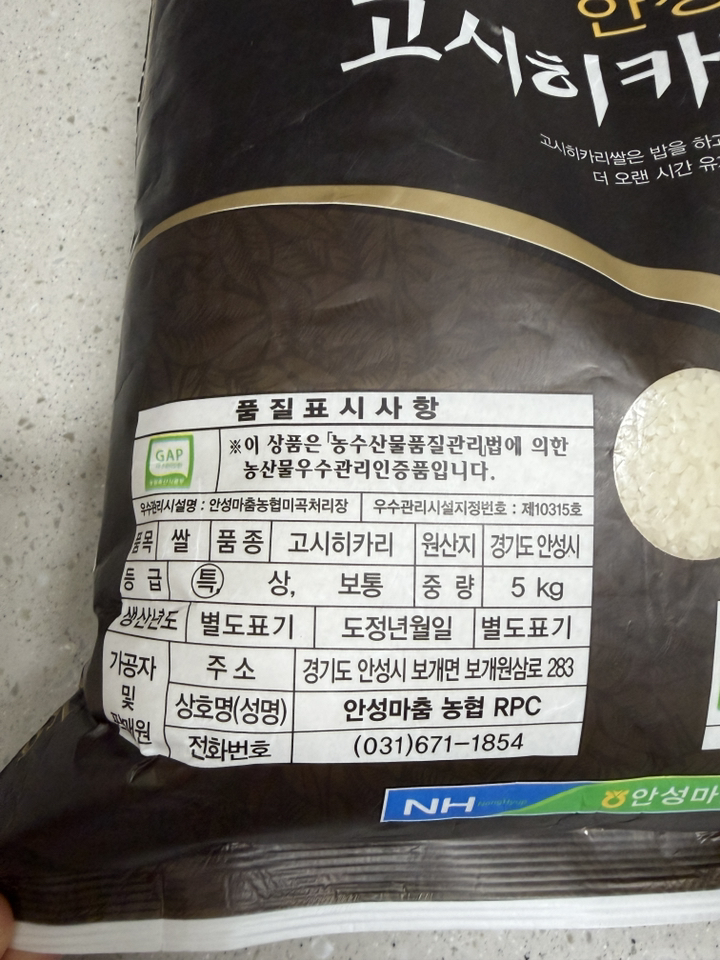 고시히카
고시히카리쌀은 밥을 하고
더 오랜 시간 유
품질표시사항
GAP
※이 상품은 「농수산물품질관리법에 의한
농산물우수관리인증품입니다.
우수관리시설명 : 안성마춤농협미곡처리장 우수관리시설지정번호 : 제10315호
품목 쌀 품종 고시히카리 원산지 경기도 안성시
등급 특, 상, 보통 중량 5 kg
생산년도 별도표기 도정년월일 별도표기
가공자 및 판매원 주소 경기도 안성시 보개면 보개원삼로 283
상호명(성명) 안성마춤 농협 RPC
전화번호 (031)671-1854
NH 안성마